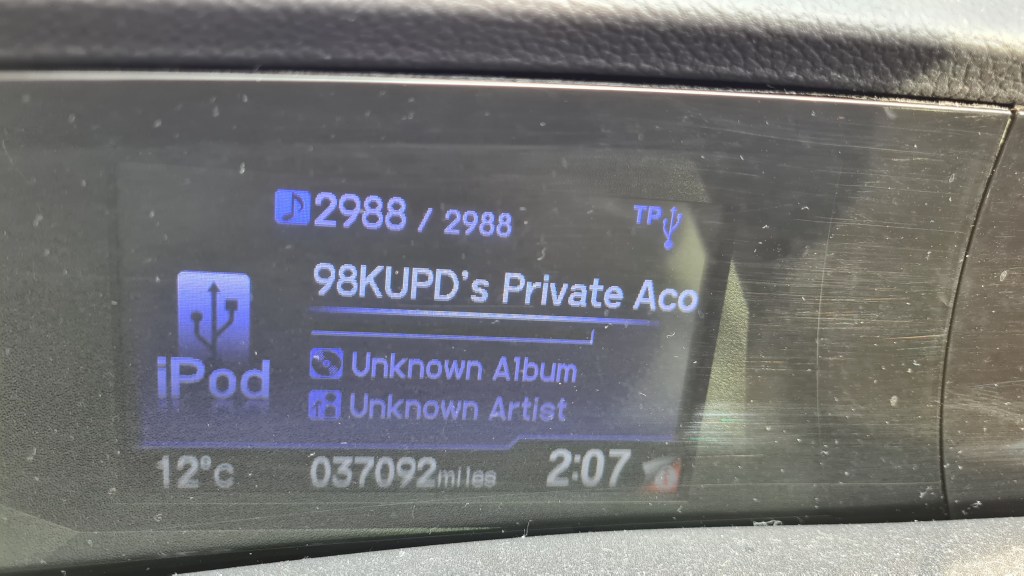 2988 / 2988
TP
98KUPD's Private Aco
iPod
Unknown Album
Unknown Artist
12°C 037092miles 2:07